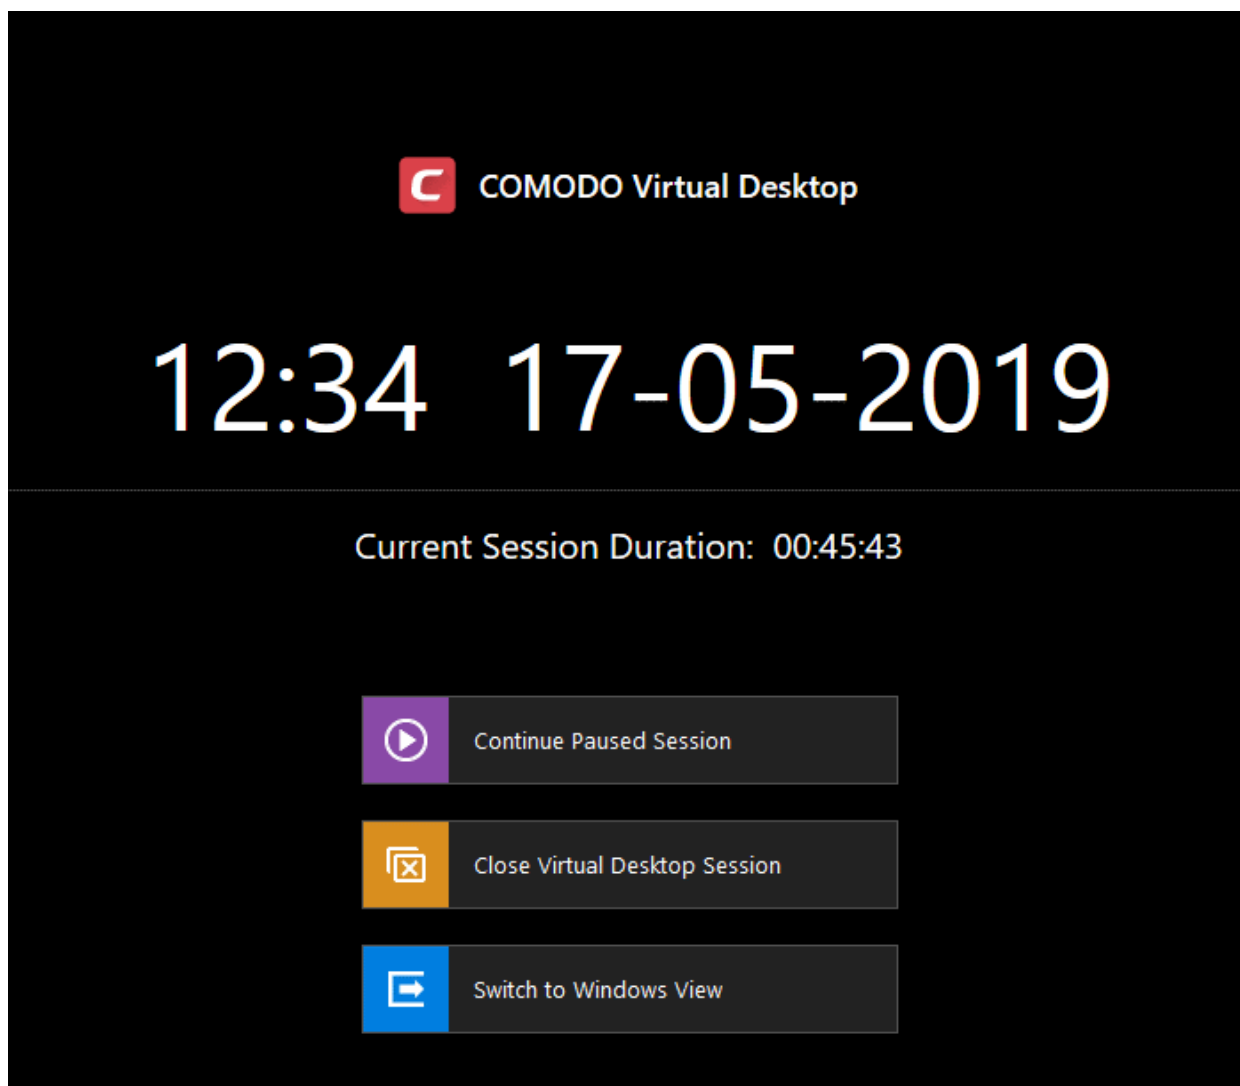 COMODO Virtual Desktop
12:34 17-05-2019
Current Session Duration: 00:45:43
Continue Paused Session
Close Virtual Desktop Session
Switch to Windows View